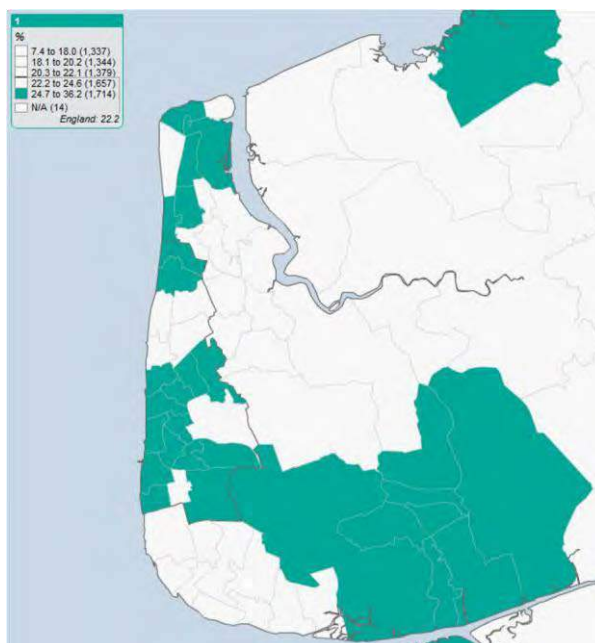 1
%
7.4 to 18.0 (1,337)
18.1 to 20.2 (1,344)
20.3 to 22.1 (1,379)
22.2 to 24.6 (1,657)
24.7 to 36.2 (1,714)
N/A (14)
England: 22.2